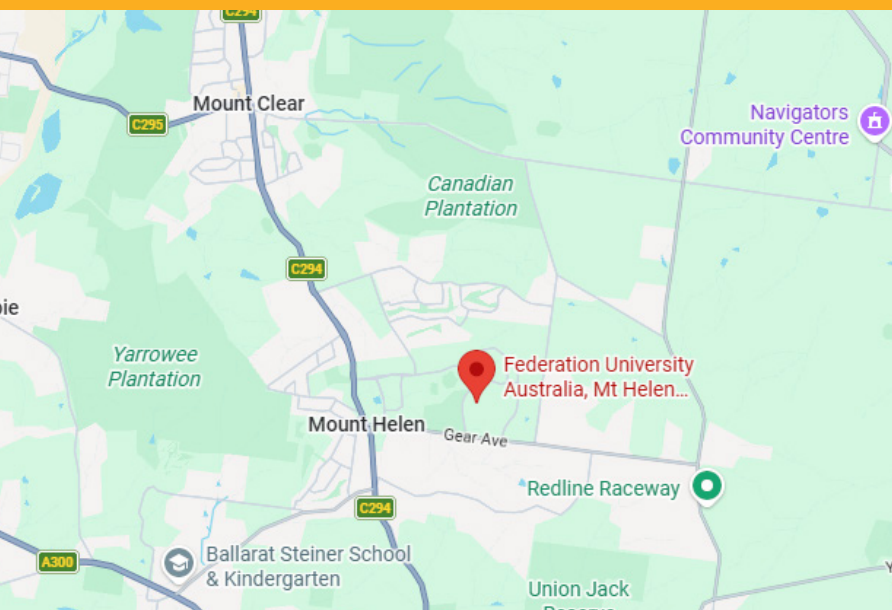 C294
Mount Clear
C295
Navigators
Community Centre
Canadian
Plantation
C294
Yarrowee
Plantation
Federation University
Australia, Mt Helen...
Mount Helen
Gear Ave
Redline Raceway
C294
Ballarat Steiner School
& Kindergarten
A300
Union Jack
Reserve